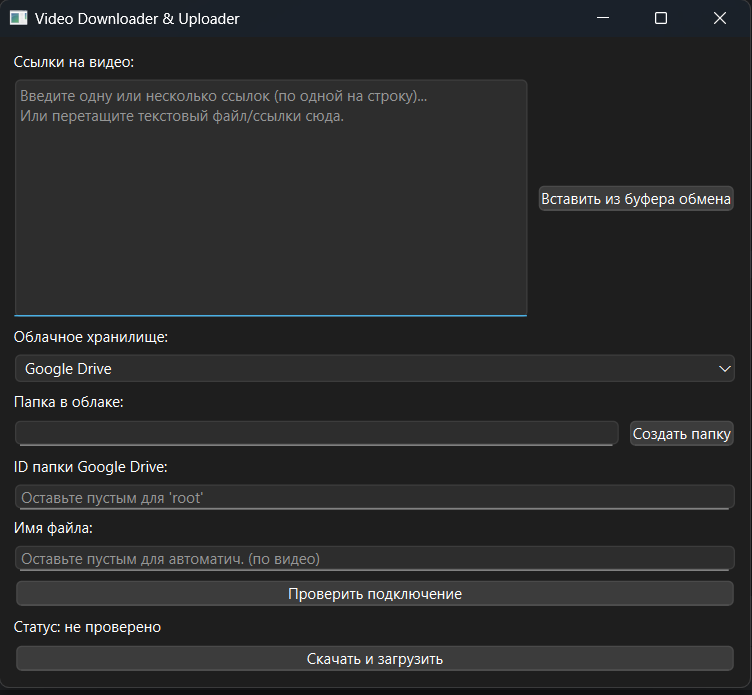 Video Downloader & Uploader
Ссылки на видео:
Введите одну или несколько ссылок (по одной на строку)...
Или перетащите текстовый файл/ссылки сюда.
Вставить из буфера обмена
Облачное хранилище:
Google Drive
Папка в облаке:
Создать папку
ID папки Google Drive:
Оставьте пустым для 'root'
Имя файла:
Оставьте пустым для автоматич. (по видео)
Проверить подключение
Статус: не проверено
Скачать и загрузить